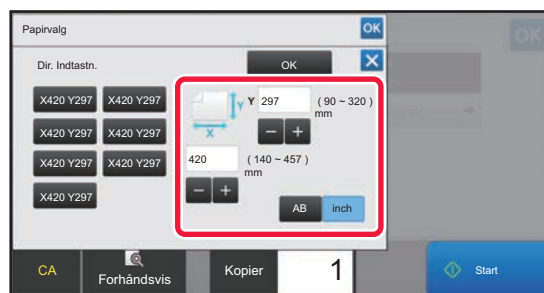 Papirvalg
OK
OK
Dir. Indtastn.
OK
X420 Y297
X420 Y297
Y
X
Y 297 ( 90 ~ 320 )
mm
X420 Y297
X420 Y297
X420 Y297
X420 Y297
420 ( 140 ~ 457 )
mm
X420 Y297
AB
inch
CA
Forhåndsvis
Kopier
1
Start